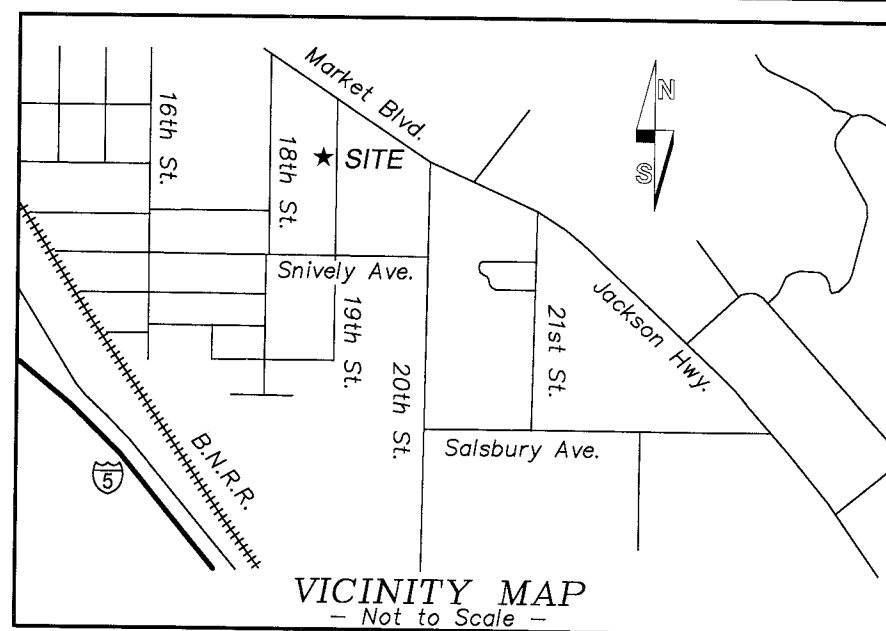 Market Blvd.
16th St.
18th St.
★ SITE
N
S
Snively Ave.
19th St.
20th St.
21st St.
Jackson Hwy.
Salsbury Ave.
B.N.R.R.
5
VICINITY MAP
– Not to Scale –